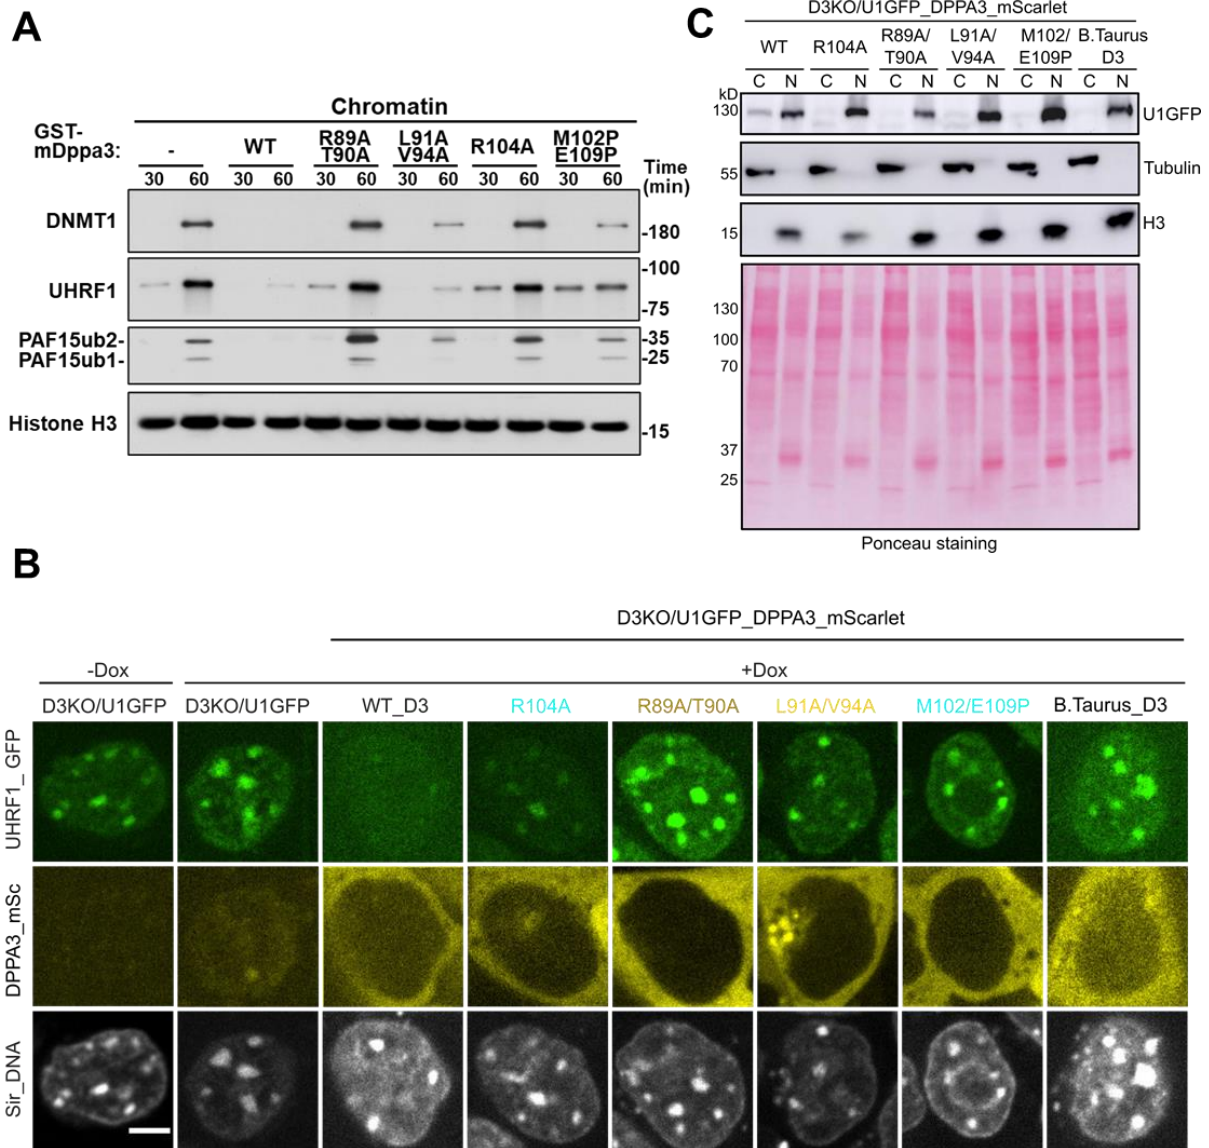 A
Chromatin
GST-
mDppa3:
- WT R89A T90A L91A V94A R104A M102P E109P
Time
(min)
30 60 30 60 30 60 30 60 30 60 30 60
DNMT1
-180
UHRF1
-100
-75
PAF15ub2-
PAF15ub1-
-35
-25
Histone H3
-15
C
D3KO/U1GFP_DPPA3_mScarlet
WT R104A R89A/ T90A L91A/ V94A M102/ E109P B.Taurus D3
C N C N C N C N C N C N
kD
130
U1GFP
55
Tubulin
15
H3
130
100
70
37
25
Ponceau staining
B
D3KO/U1GFP_DPPA3_mScarlet
-Dox +Dox
D3KO/U1GFP D3KO/U1GFP WT_D3 R104A R89A/T90A L91A/V94A M102/E109P B.Taurus_D3
UHRF1_ GFP
DPPA3_mSc
Sir_DNA